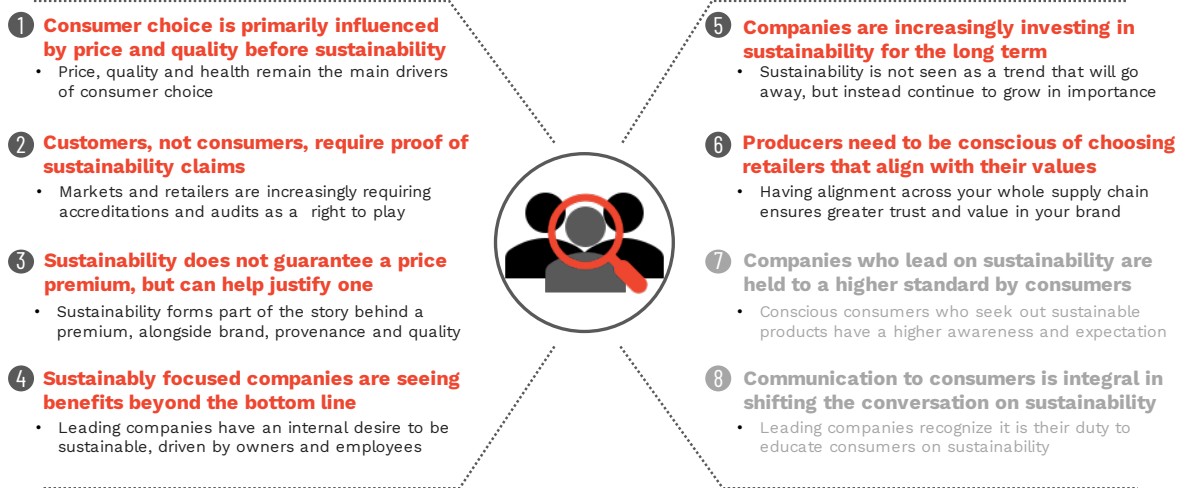 1 Consumer choice is primarily influenced
by price and quality before sustainability
• Price, quality and health remain the main drivers
of consumer choice
2 Customers, not consumers, require proof of
sustainability claims
• Markets and retailers are increasingly requiring
accreditations and audits as a right to play
3 Sustainability does not guarantee a price
premium, but can help justify one
• Sustainability forms part of the story behind a
premium, alongside brand, provenance and quality
4 Sustainably focused companies are seeing
benefits beyond the bottom line
• Leading companies have an internal desire to be
sustainable, driven by owners and employees
5 Companies are increasingly investing in
sustainability for the long term
• Sustainability is not seen as a trend that will go
away, but instead continue to grow in importance
6 Producers need to be conscious of choosing
retailers that align with their values
• Having alignment across your whole supply chain
ensures greater trust and value in your brand
7 Companies who lead on sustainability are
held to a higher standard by consumers
• Conscious consumers who seek out sustainable
products have a higher awareness and expectation
8 Communication to consumers is integral in
shifting the conversation on sustainability
• Leading companies recognize it is their duty to
educate consumers on sustainability